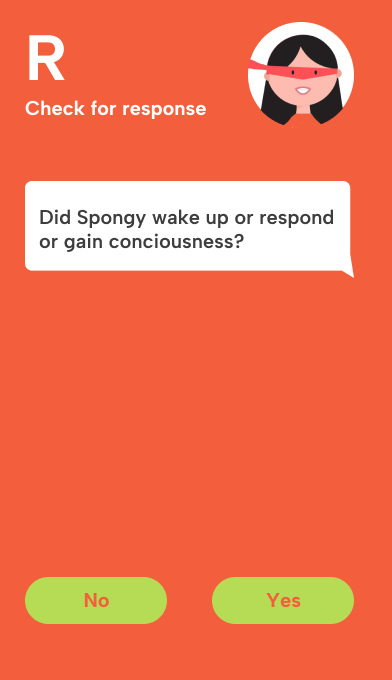 R
Check for response
Did Spongy wake up or respond
or gain conciousness?
No
Yes